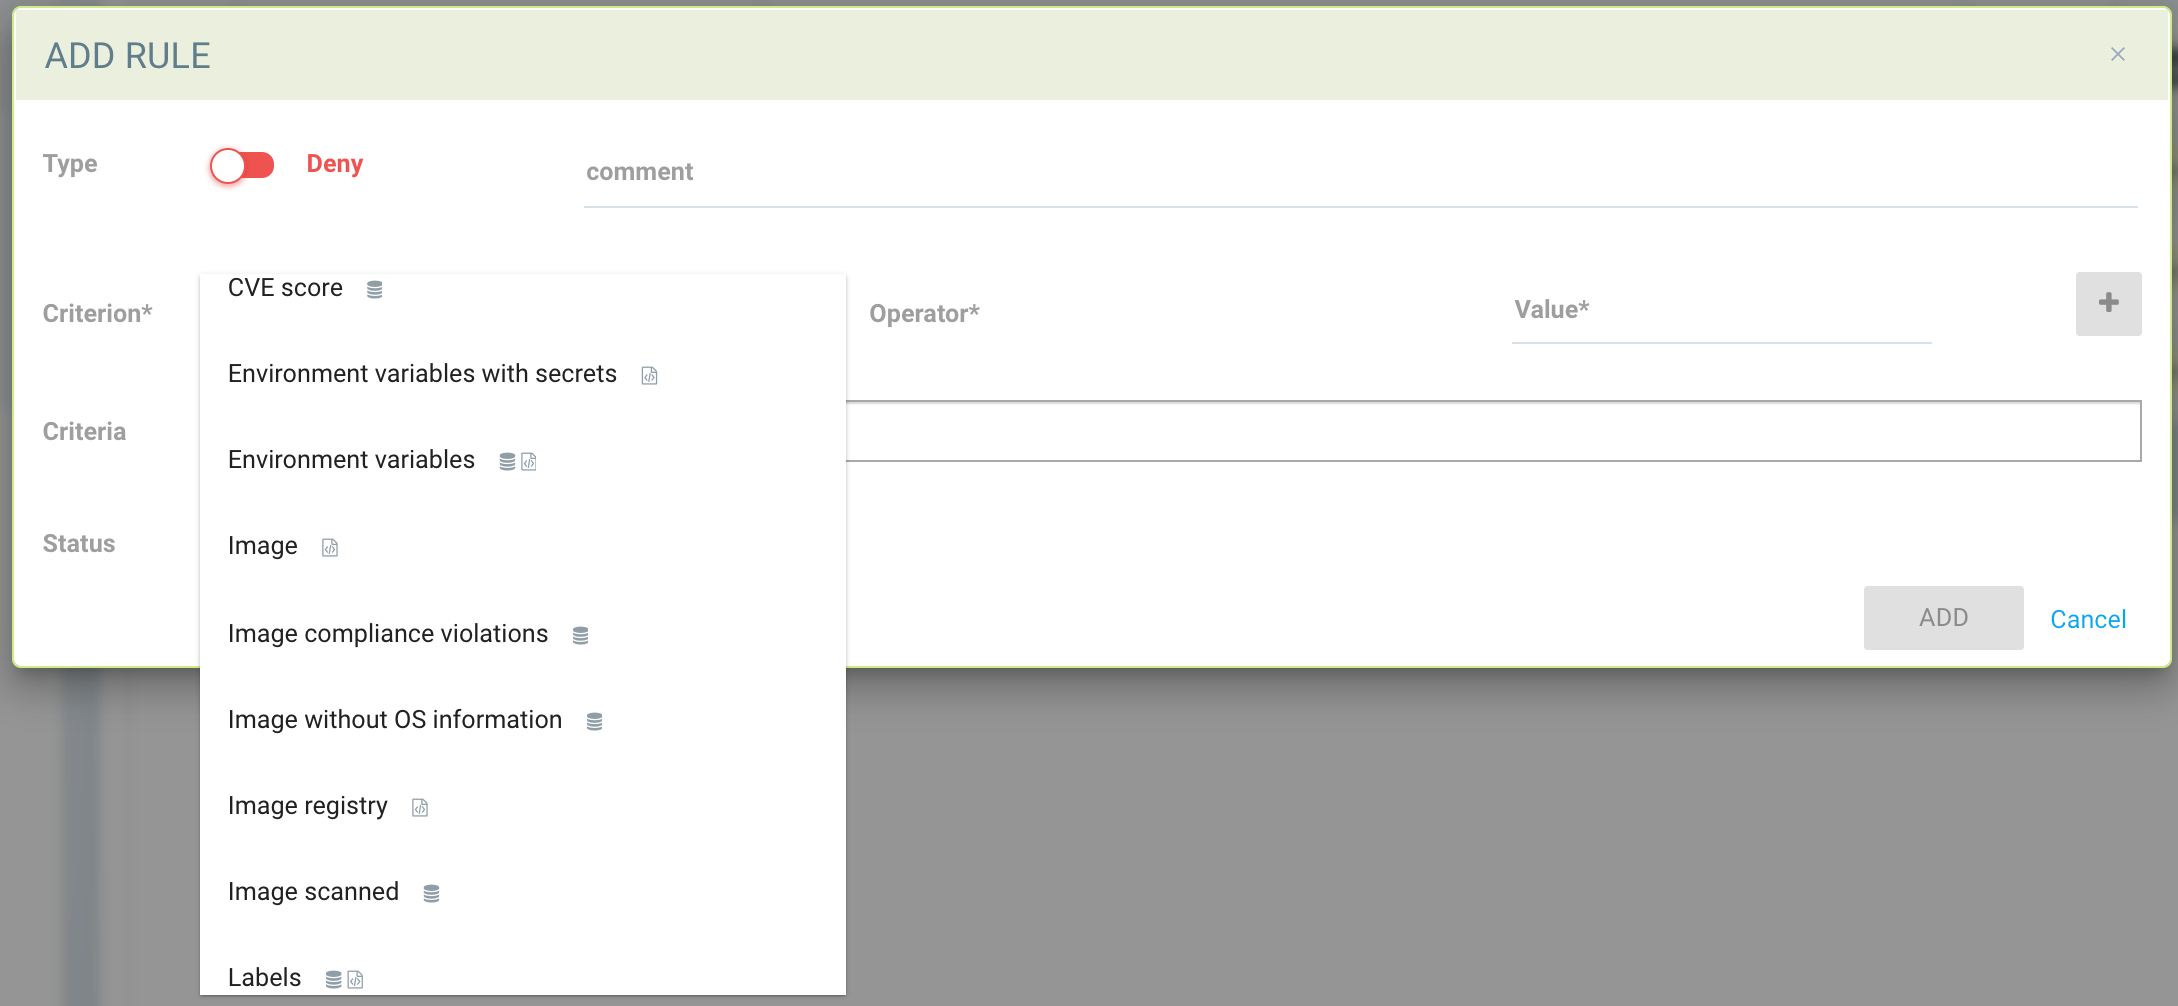 ADD RULE
Type
Deny
comment
Criterion*
CVE score
Operator*
Value*
Environment variables with secrets
Criteria
Environment variables
Status
Image
Image compliance violations
ADD
Cancel
Image without OS information
Image registry
Image scanned
Labels